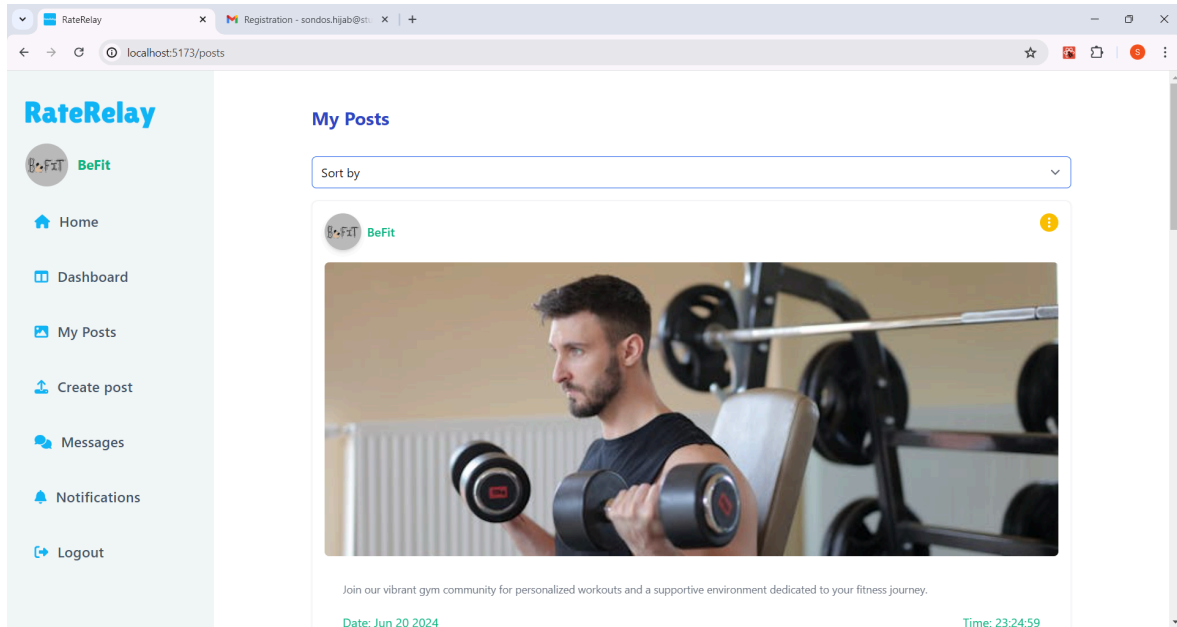 RateRelay
Registration - sondos.hijab@st
localhost:5173/posts
S
RateRelay
BeFIT BeFit
Home
Dashboard
My Posts
Create post
Messages
Notifications
Logout
My Posts
Sort by
BeFIT BeFit
Join our vibrant gym community for personalized workouts and a supportive environment dedicated to your fitness journey.
Date: Jun 20 2024 Time: 23:24:59